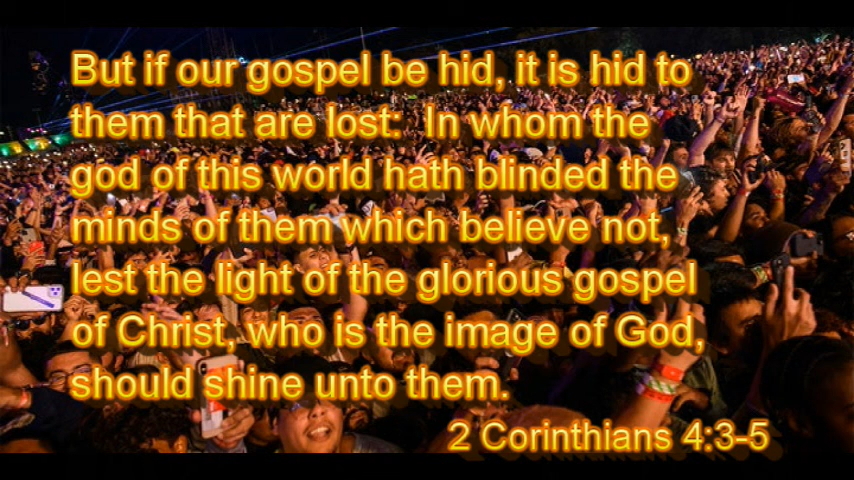 But if our gospel be hid, it is hid to
them that are lost:  In whom the
god of this world hath blinded the
minds of them which believe not,
lest the light of the glorious gospel
of Christ, who is the image of God,
should shine unto them.
2 Corinthians 4:3-5